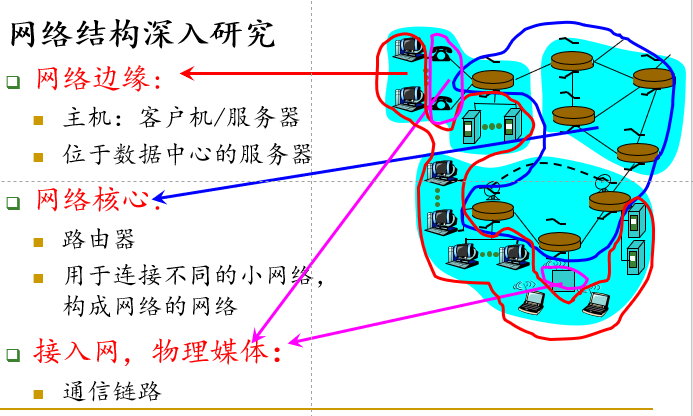 网络结构深入研究
网络边缘：
主机：客户机/服务器
位于数据中心的服务器
网络核心：
路由器
用于连接不同的小网络，
构成网络的网络
接入网，物理媒体：
通信链路